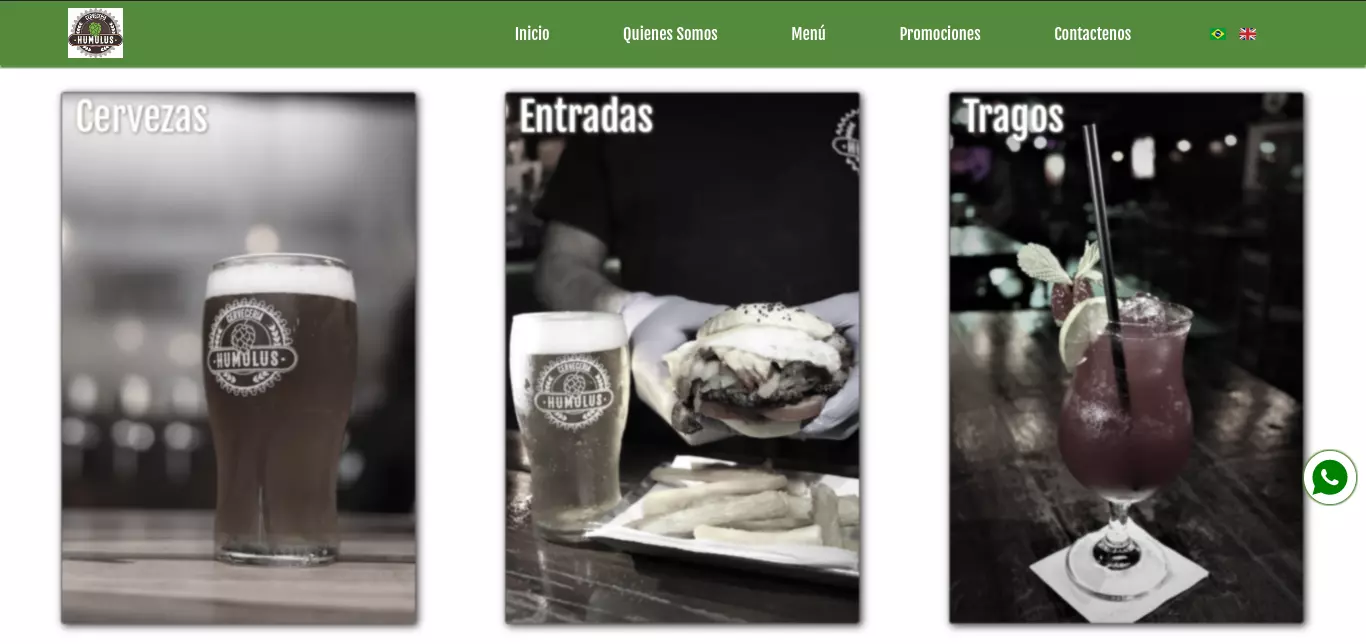 CERVECERIA
HUMULUS
Inicio
Quienes Somos
Menú
Promociones
Contactenos
Cervezas
Entradas
Tragos
CERVECERIA
·HUMULUS·
CERVECERIA
·HUMULUS·